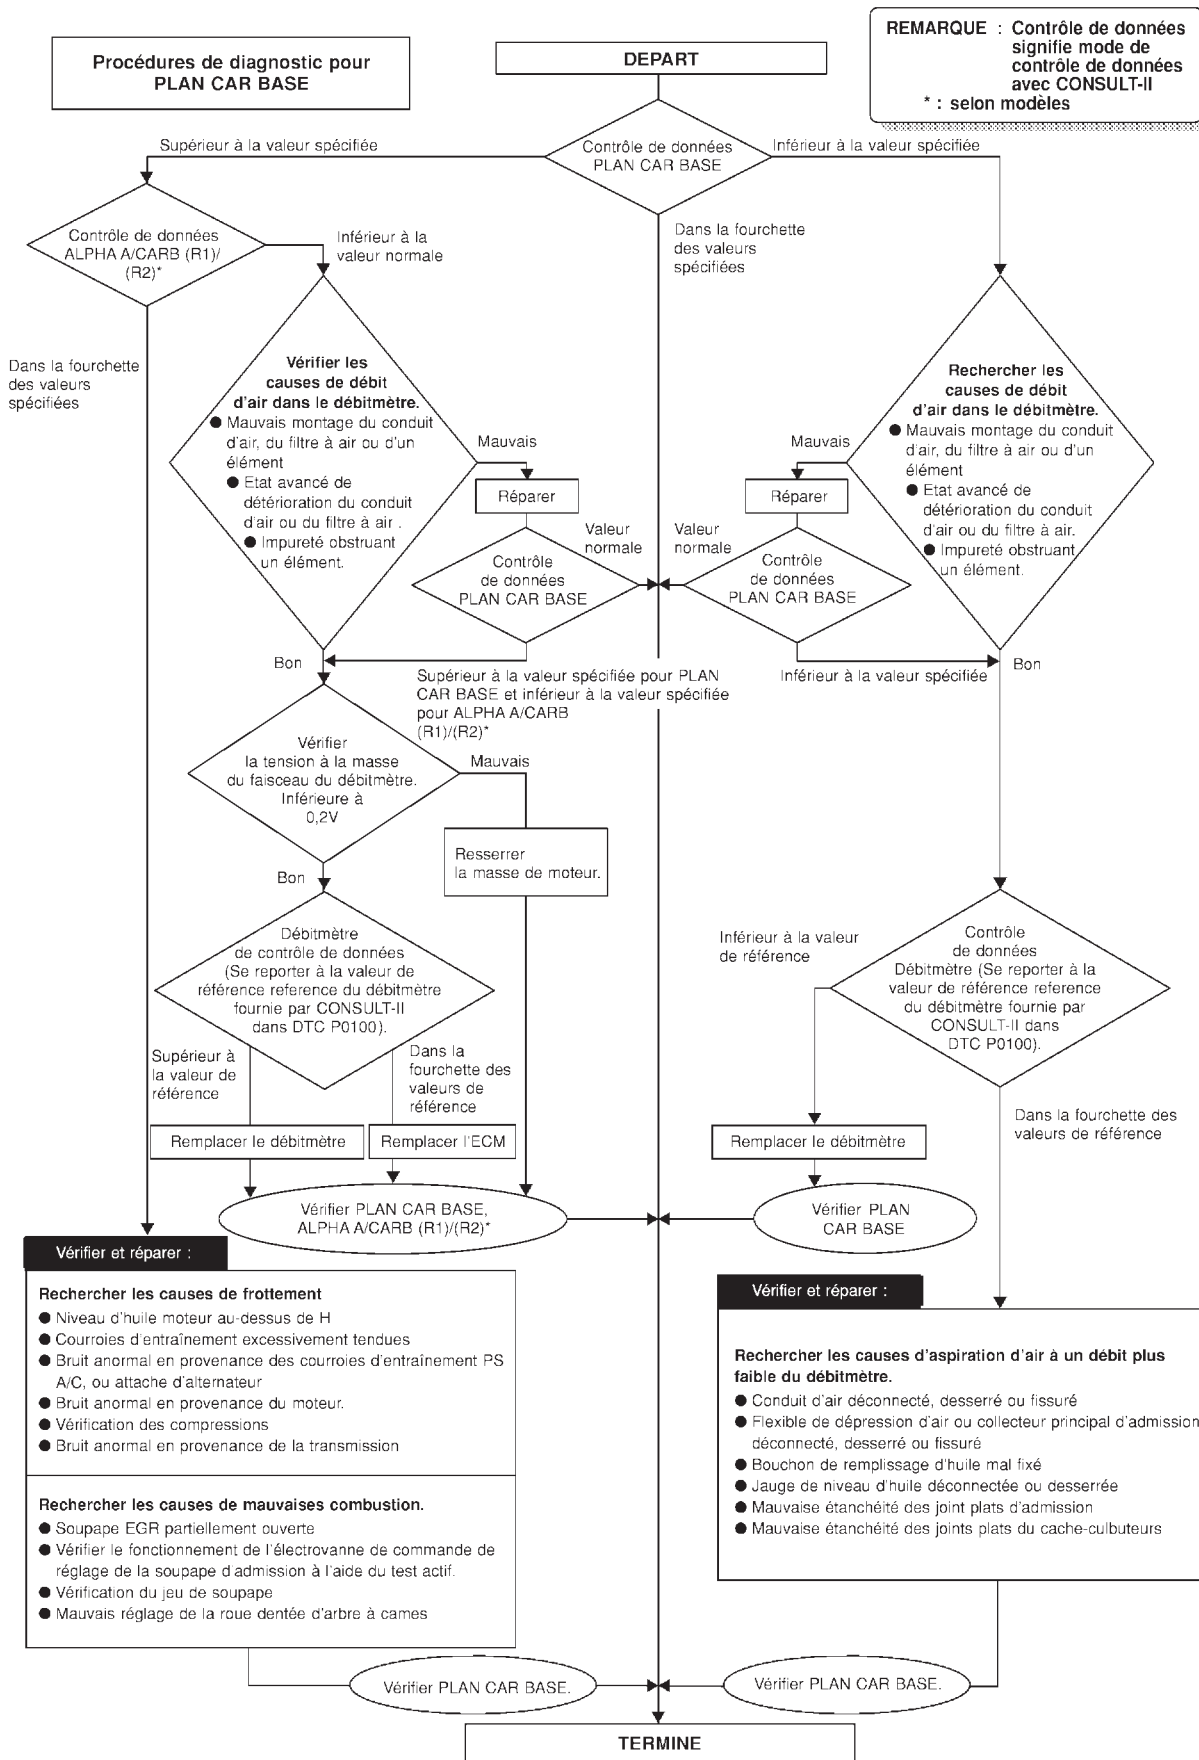 Procédures de diagnostic pour
PLAN CAR BASE
DEPART
REMARQUE : Contrôle de données
signifie mode de
contrôle de données
avec CONSULT-II
* : selon modèles
Supérieur à la valeur spécifiée
Contrôle de données
PLAN CAR BASE
Inférieur à la valeur spécifiée
Contrôle de données
ALPHA A/CARB (R1)/
(R2)*
Inférieur à la
valeur normale
Dans la fourchette
des valeurs
spécifiées
Dans la fourchette
des valeurs
spécifiées
Vérifier les
causes de débit
d'air dans le débitmètre.
● Mauvais montage du conduit
d'air, du filtre à air ou d'un
élément
● Etat avancé de
détérioration du conduit
d'air ou du filtre à air .
● Impureté obstruant
un élément.
Mauvais
Réparer
Valeur
normale
Contrôle
de données
PLAN CAR BASE
Rechercher les
causes de débit
d'air dans le débitmètre.
● Mauvais montage du conduit
d'air, du filtre à air ou d'un
élément
● Etat avancé de
détérioration du conduit
d'air ou du filtre à air.
● Impureté obstruant
un élément.
Mauvais
Réparer
Valeur
normale
Contrôle
de données
PLAN CAR BASE
Bon
Supérieur à la valeur spécifiée pour PLAN
CAR BASE et inférieur à la valeur spécifiée
pour ALPHA A/CARB
(R1)/(R2)*
Inférieur à la valeur spécifiée
Bon
Vérifier
la tension à la masse
du faisceau du débitmètre.
Inférieure à
0,2V
Mauvais
Resserrer
la masse de moteur.
Bon
Débitmètre
de contrôle de données
(Se reporter à la valeur de
référence reference du débitmètre
fournie par CONSULT-II
dans DTC P0100).
Inférieur à la valeur
de référence
Contrôle
de données
Débitmètre (Se reporter à la
valeur de référence reference
du débitmètre fournie par
CONSULT-II dans
DTC P0100).
Supérieur à
la valeur de
référence
Dans la
fourchette des
valeurs de
référence
Dans la fourchette des
valeurs de référence
Remplacer le débitmètre
Remplacer l'ECM
Remplacer le débitmètre
Vérifier PLAN CAR BASE,
ALPHA A/CARB (R1)/(R2)*
Vérifier PLAN
CAR BASE
Vérifier et réparer :
Rechercher les causes de frottement
● Niveau d'huile moteur au-dessus de H
● Courroies d'entraînement excessivement tendues
● Bruit anormal en provenance des courroies d'entraînement PS
A/C, ou attache d'alternateur
● Bruit anormal en provenance du moteur.
● Vérification des compressions
● Bruit anormal en provenance de la transmission
Rechercher les causes de mauvaises combustion.
● Soupape EGR partiellement ouverte
● Vérifier le fonctionnement de l'électrovanne de commande de
réglage de la soupape d'admission à l'aide du test actif.
● Vérification du jeu de soupape
● Mauvais réglage de la roue dentée d'arbre à cames
Vérifier et réparer :
Rechercher les causes d'aspiration d'air à un débit plus
faible du débitmètre.
● Conduit d'air déconnecté, desserré ou fissuré
● Flexible de dépression d'air ou collecteur principal d'admission
déconnecté, desserré ou fissuré
● Bouchon de remplissage d'huile mal fixé
● Jauge de niveau d'huile déconnectée ou desserrée
● Mauvaise étanchéité des joint plats d'admission
● Mauvaise étanchéité des joints plats du cache-culbuteurs
Vérifier PLAN CAR BASE.
Vérifier PLAN CAR BASE.
TERMINE